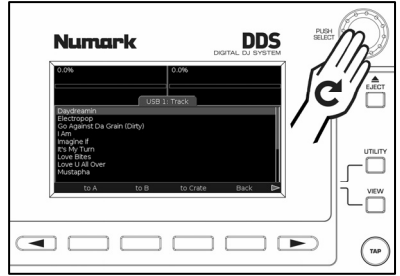 Numark
DDS
DIGITAL DJ SYSTEM
PUSH
SELECT
0.0%
0.0%
USB 1: Track
Daydreamin
Electropop
Go Against Da Grain (Dirty)
I Am
Imagine If
It's My Turn
Love Bites
Love U All Over
Mustapha
to A
to B
to Crate
Back
EJECT
UTILITY
VIEW
TAP